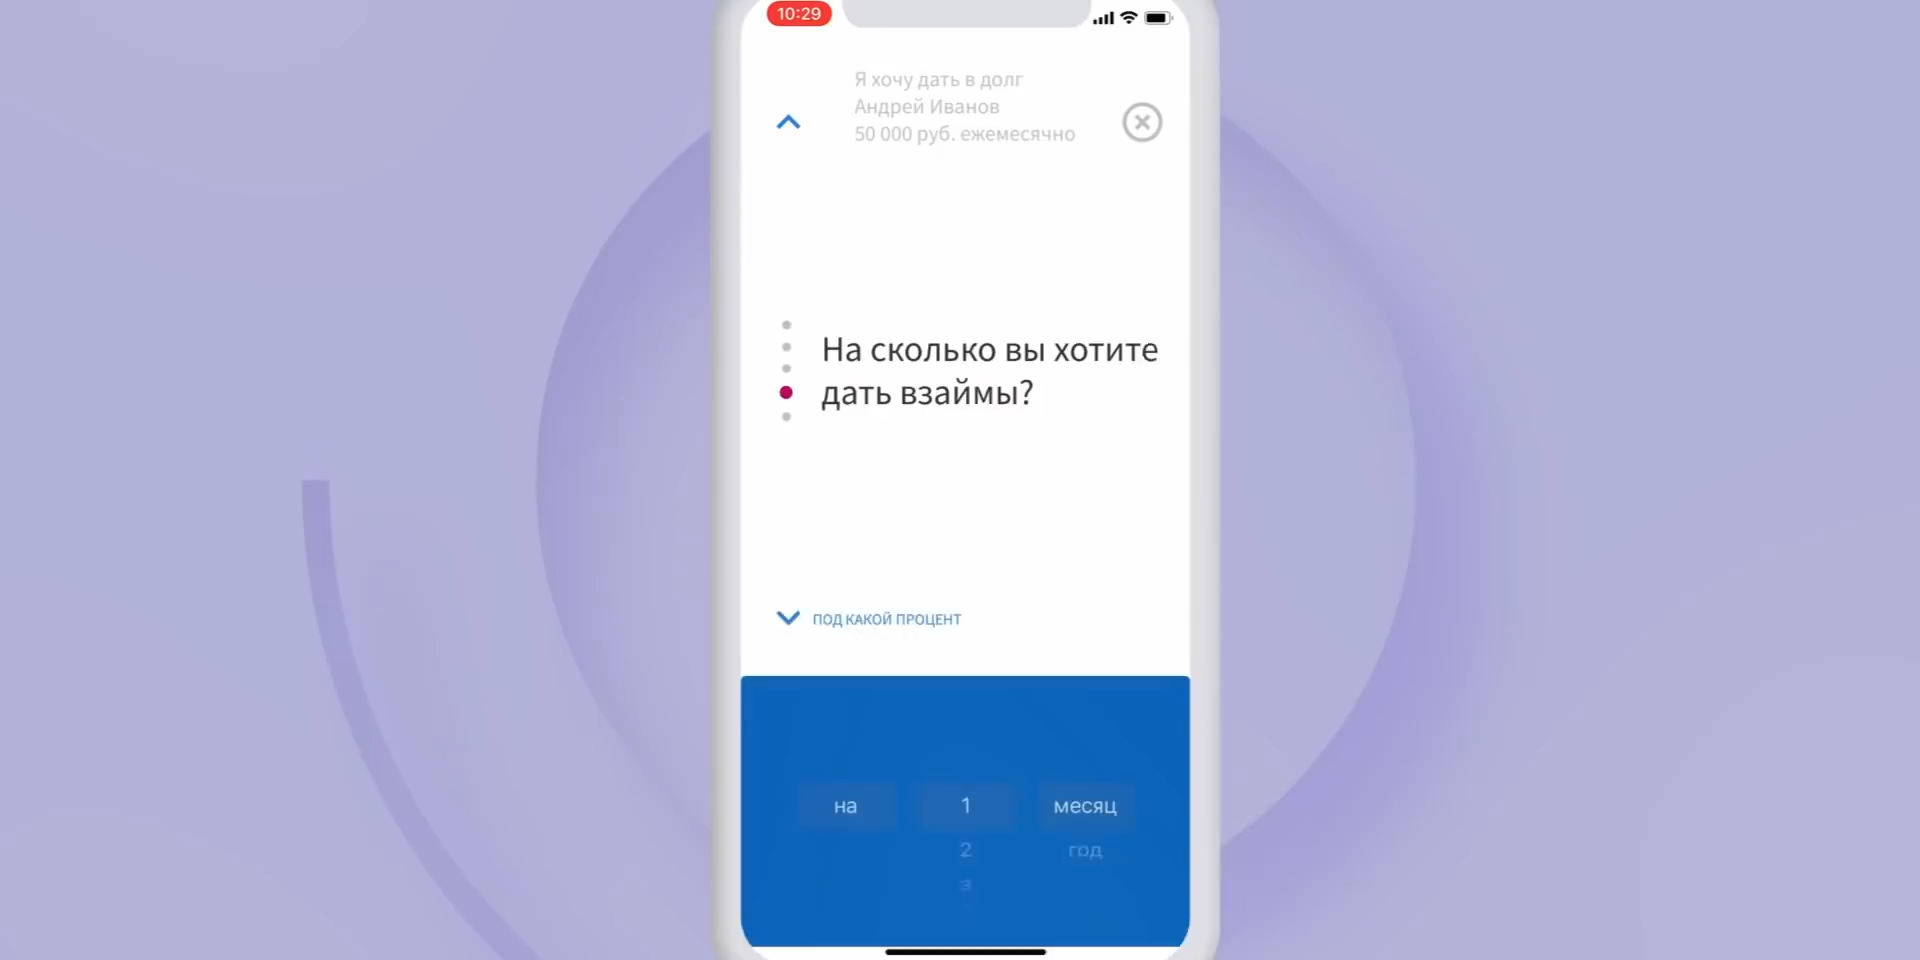 10:29
Я хочу дать в долг
Андрей Иванов
50 000 руб. ежемесячно
На сколько вы хотите
дать взаймы?
ПОД КАКОЙ ПРОЦЕНТ
на 1 месяц
2 год
3